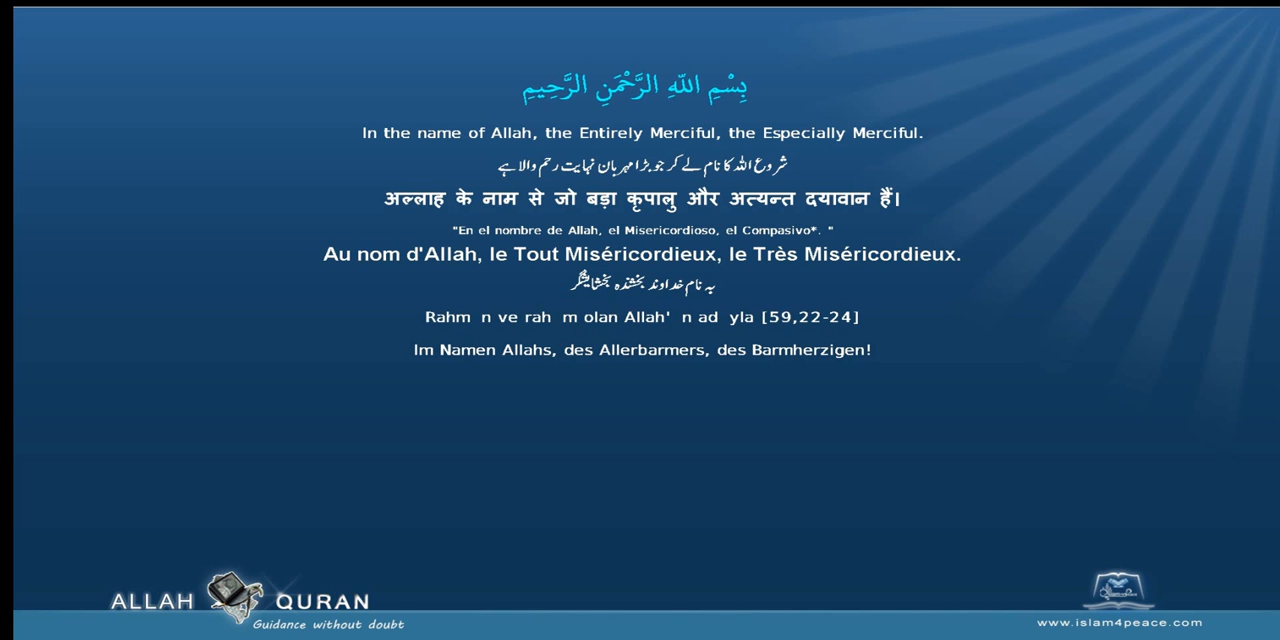 بِسْمِ اللَّهِ الرَّحْمَنِ الرَّحِيمِ
In the name of Allah, the Entirely Merciful, the Especially Merciful.
شروع اللہ کا نام لے کر جو بڑا مہربان نہایت رحم والا ہے
अल्लाह के नाम से जो बड़ा कृपालु और अत्यन्त दयावान हैं।
"En el nombre de Allah, el Misericordioso, el Compasivo*. "
Au nom d'Allah, le Tout Miséricordieux, le Très Miséricordieux.
به نام خداوند بخشنده بخشایشگر
Rahm n ve rah m olan Allah' n ad yla [59,22-24]
Im Namen Allahs, des Allerbarmers, des Barmherzigen!
ALLAH QURAN
Guidance without doubt
www.islam4peace.com